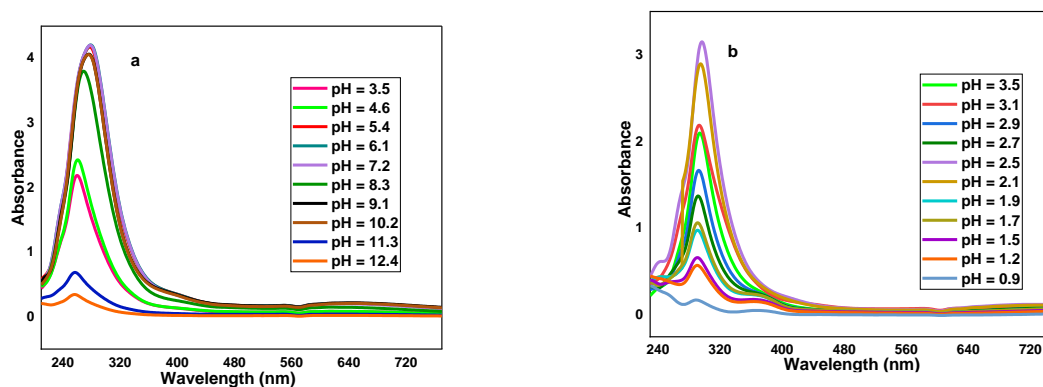 a
4
3
2
1
0
Absorbance
240 320 400 480 560 640 720
Wavelength (nm)
pH = 3.5
pH = 4.6
pH = 5.4
pH = 6.1
pH = 7.2
pH = 8.3
pH = 9.1
pH = 10.2
pH = 11.3
pH = 12.4
b
3
2
1
0
Absorbance
240 320 400 480 560 640 720
Wavelength (nm)
pH = 3.5
pH = 3.1
pH = 2.9
pH = 2.7
pH = 2.5
pH = 2.1
pH = 1.9
pH = 1.7
pH = 1.5
pH = 1.2
pH = 0.9